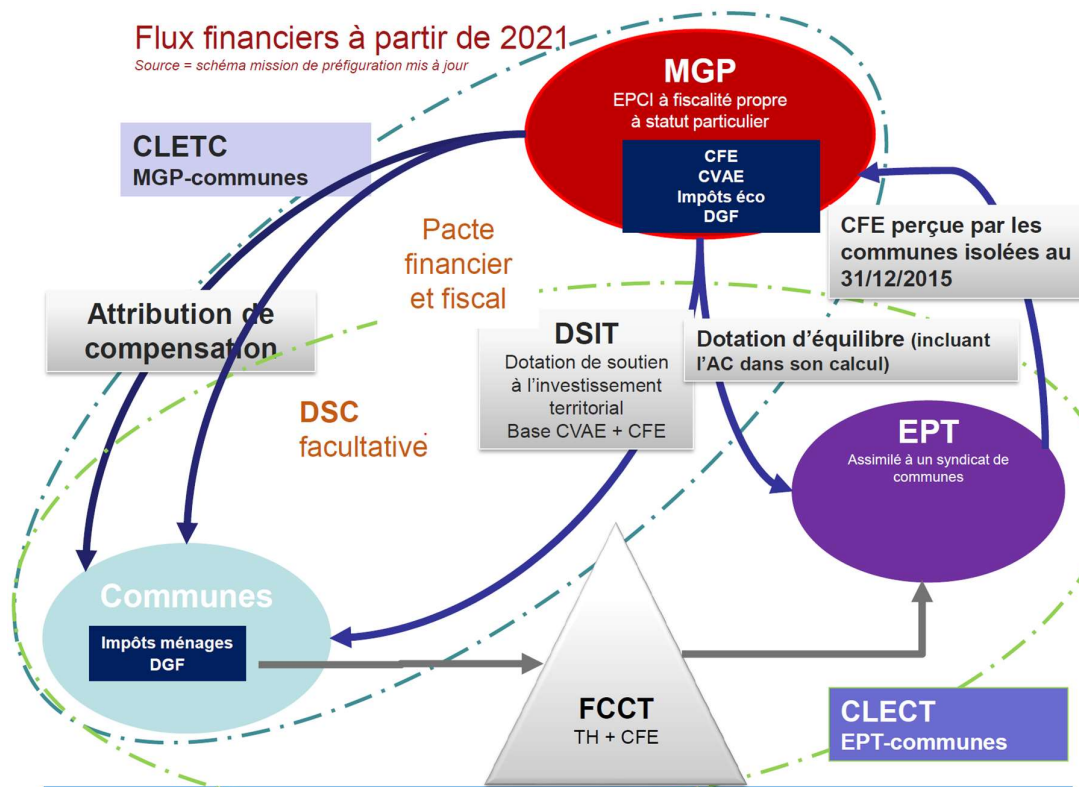 Flux financiers à partir de 2021
Source = schéma mission de préfiguration mis à jour
MGP
EPCI à fiscalité propre
à statut particulier
CFE
CVAE
Impôts éco
DGF
CLETC
MGP-communes
CFE perçue par les
communes isolées au
31/12/2015
Pacte
financier
et fiscal
Attribution de
compensation
DSIT
Dotation de soutien
à l'investissement
territorial
Base CVAE + CFE
Dotation d'équilibre (incluant
l'AC dans son calcul)
DSC
facultative
EPT
Assimilé à un syndicat de
communes
Communes
Impôts ménages
DGF
FCCT
TH + CFE
CLECT
EPT-communes